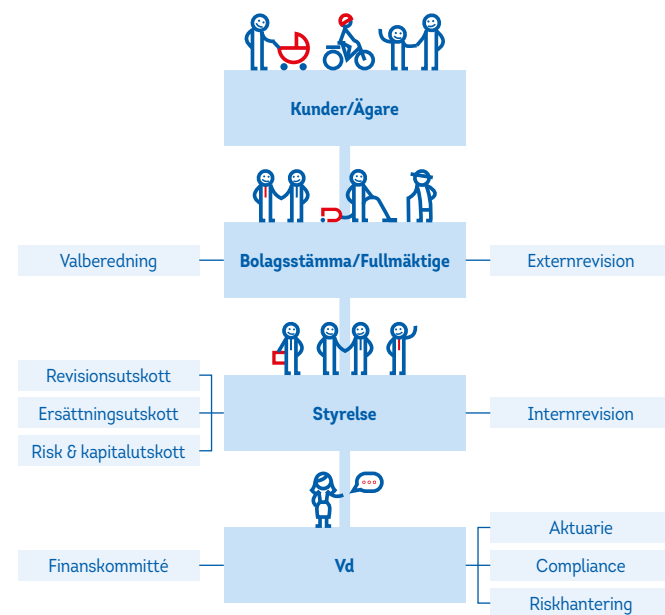 Kunder/Ägare
Valberedning
Bolagsstämma/Fullmäktige
Externrevision
Revisionsutskott
Ersättningsutskott
Risk & kapitalutskott
Styrelse
Internrevision
Finanskommitté
Vd
Aktuarie
Compliance
Riskhantering